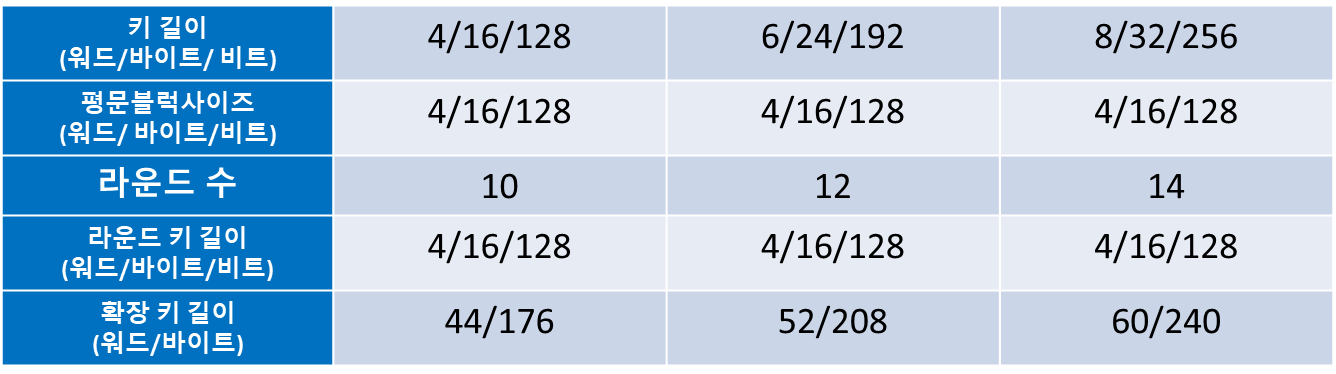 키 길이
(워드/바이트/ 비트)
4/16/128
6/24/192
8/32/256
평문블럭사이즈
(워드/ 바이트/비트)
4/16/128
4/16/128
4/16/128
라운드 수
10
12
14
라운드 키 길이
(워드/바이트/비트)
4/16/128
4/16/128
4/16/128
확장 키 길이
(워드/바이트)
44/176
52/208
60/240